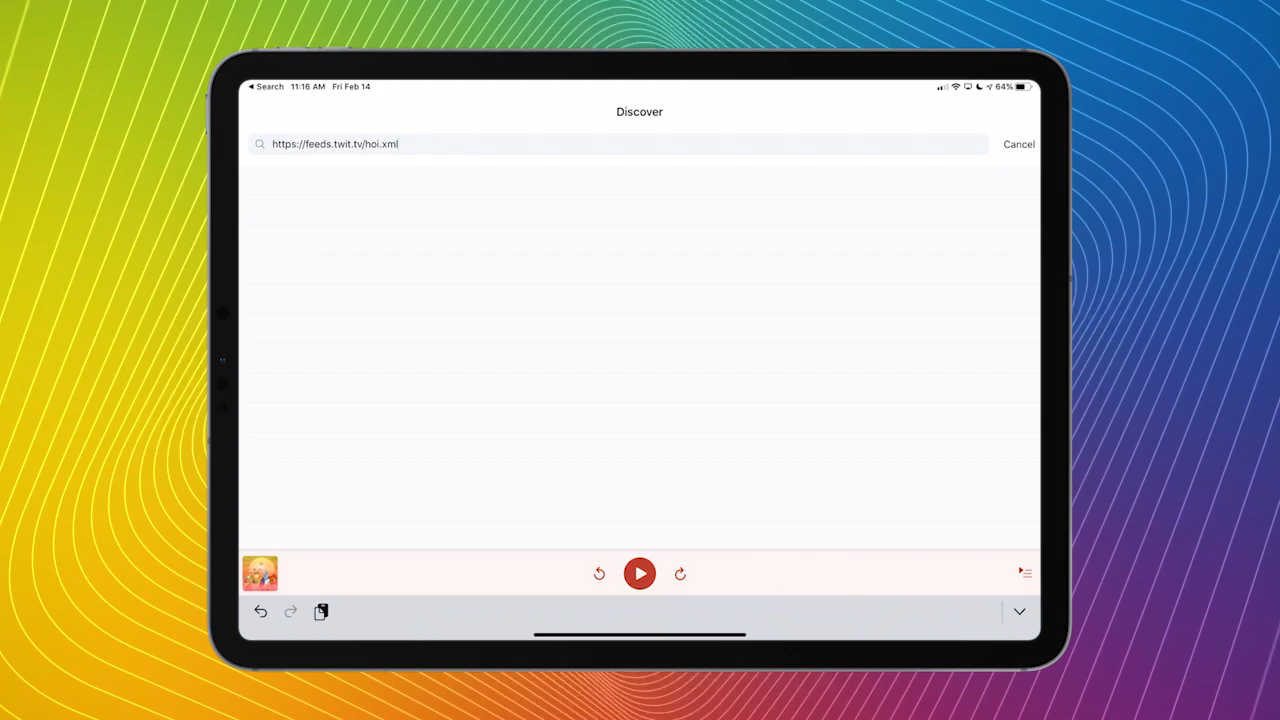 Search 11:16 AM Fri Feb 14
64%
Discover
https://feeds.twit.tv/hoi.xml
Cancel